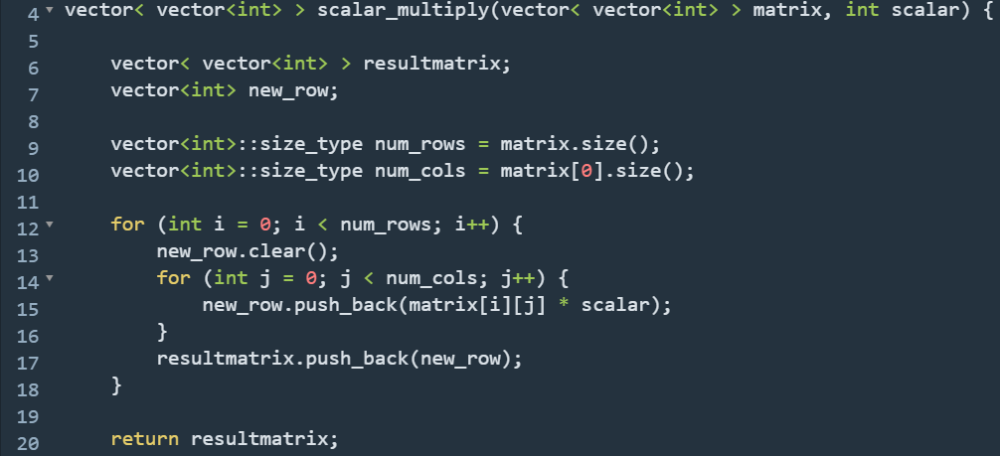 4 vector< vector<int> > scalar_multiply(vector< vector<int> > matrix, int scalar) {
5
6     vector< vector<int> > resultmatrix;
7     vector<int> new_row;
8
9     vector<int>::size_type num_rows = matrix.size();
10     vector<int>::size_type num_cols = matrix[0].size();
11
12     for (int i = 0; i < num_rows; i++) {
13         new_row.clear();
14         for (int j = 0; j < num_cols; j++) {
15             new_row.push_back(matrix[i][j] * scalar);
16         }
17         resultmatrix.push_back(new_row);
18     }
19
20     return resultmatrix;